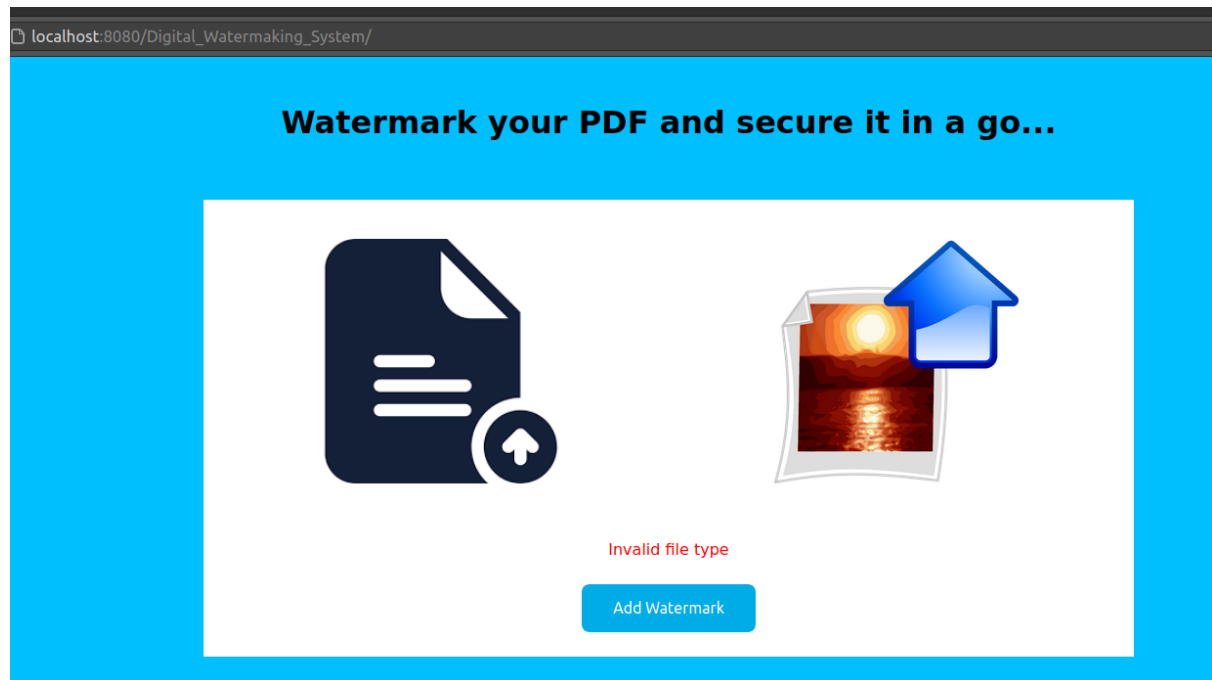 localhost:8080/Digital_Watermaking_System/
Watermark your PDF and secure it in a go...
Invalid file type
Add Watermark